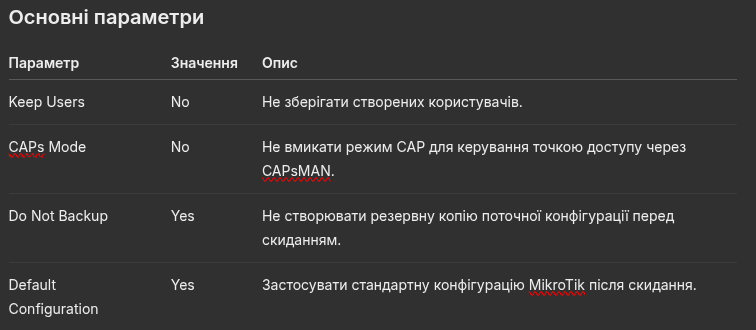 Основні параметри
Параметр Значення Опис
Keep Users No Не зберігати створених користувачів.
CAPs Mode No Не вмикати режим CAP для керування точкою доступу через
CAPsMAN.
Do Not Backup Yes Не створювати резервну копію поточної конфігурації перед
скиданням.
Default Yes Застосувати стандартну конфігурацію MikroTik після скидання.
Configuration